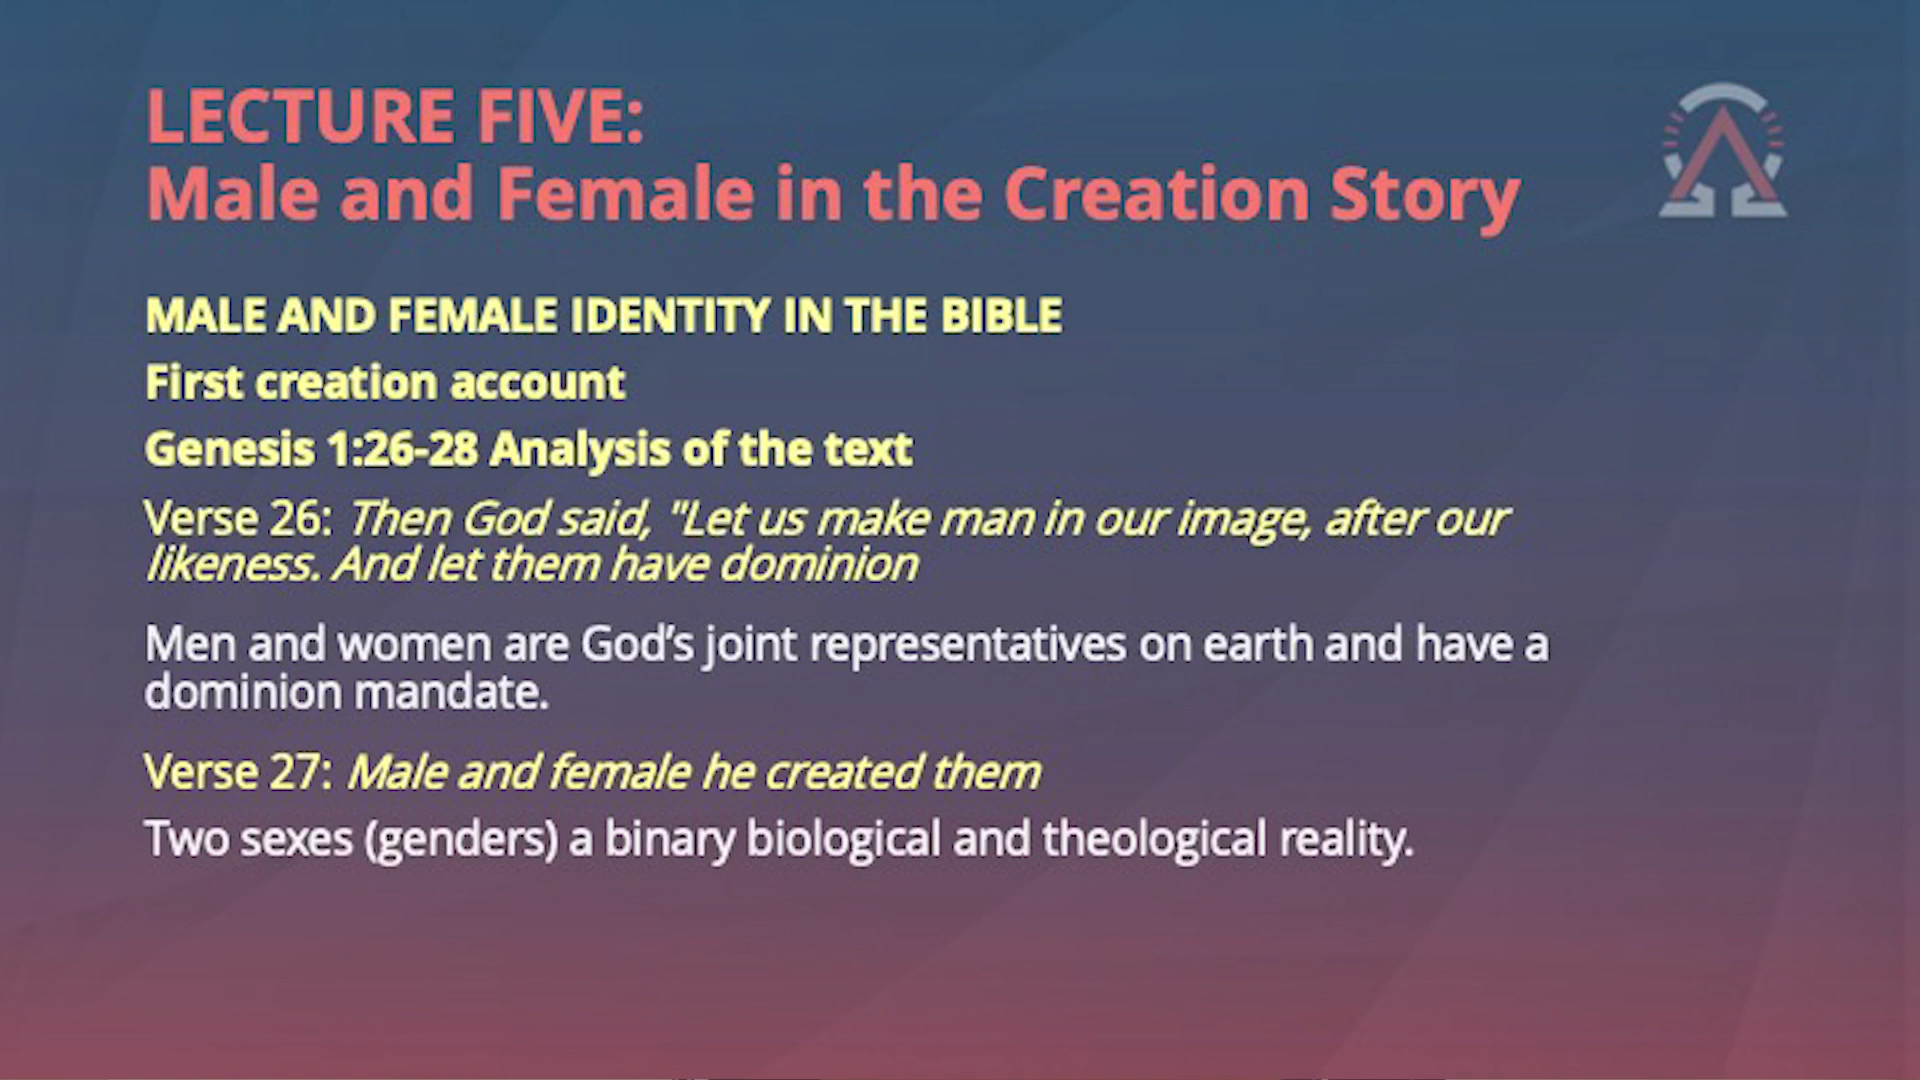 LECTURE FIVE:
Male and Female in the Creation Story
MALE AND FEMALE IDENTITY IN THE BIBLE
First creation account
Genesis 1:26-28 Analysis of the text
Verse 26: Then God said, "Let us make man in our image, after our
likeness. And let them have dominion
Men and women are God’s joint representatives on earth and have a
dominion mandate.
Verse 27: Male and female he created them
Two sexes (genders) a binary biological and theological reality.